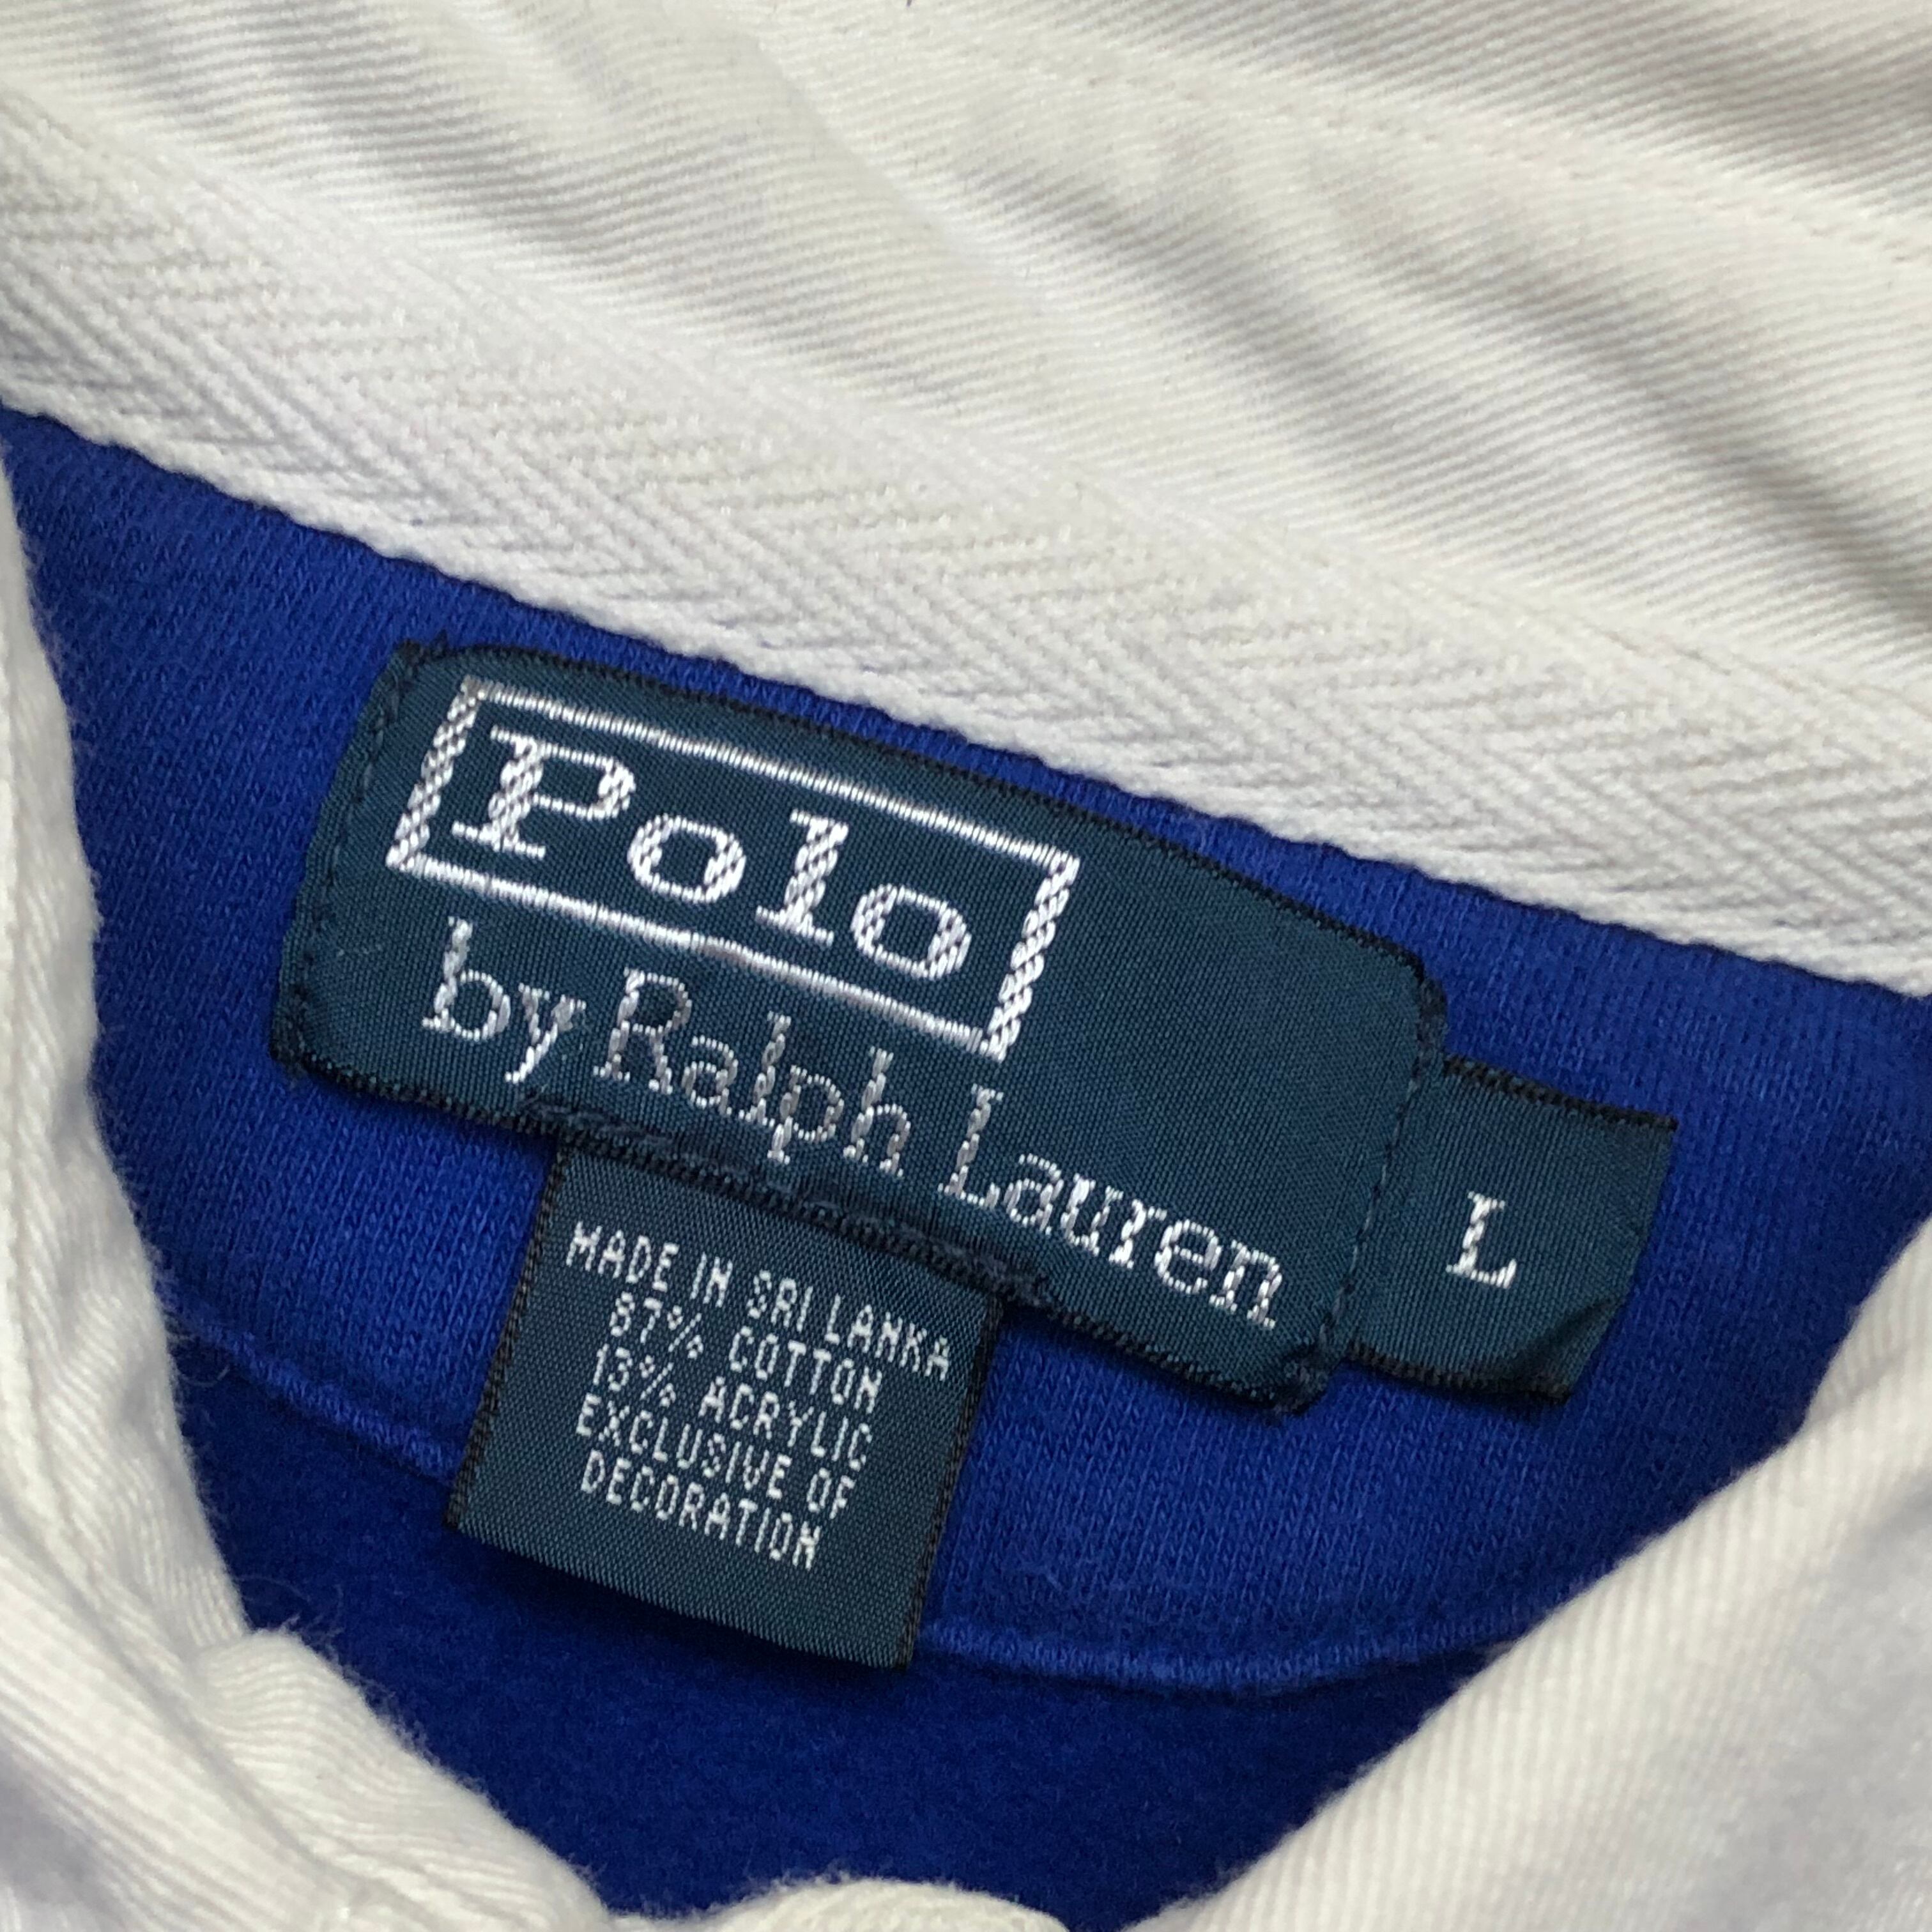 Polo
by Ralph Lauren
L
MADE IN SRI LANKA
87% COTTON
13% ACRYLIC
EXCLUSIVE OF
DECORATION